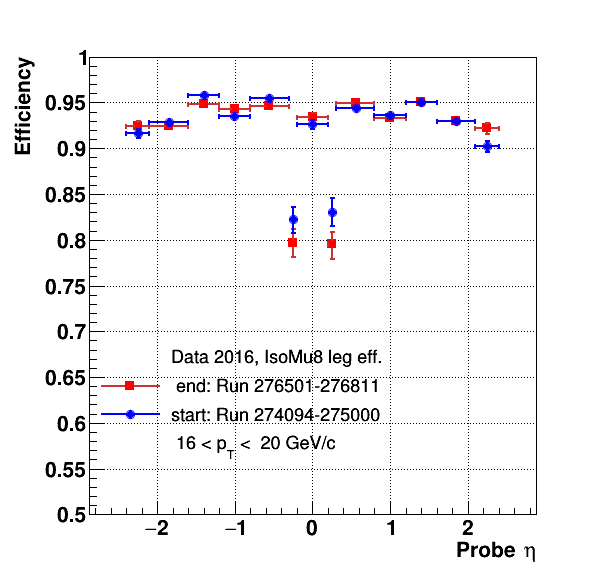 Efficiency
1
0.95
0.9
0.85
0.8
0.75
0.7
0.65
0.6
0.55
0.5
Data 2016, IsoMu8 leg eff.
end: Run 276501-276811
start: Run 274094-275000
16 < p_T < 20 GeV/c
−2 −1 0 1 2
Probe η